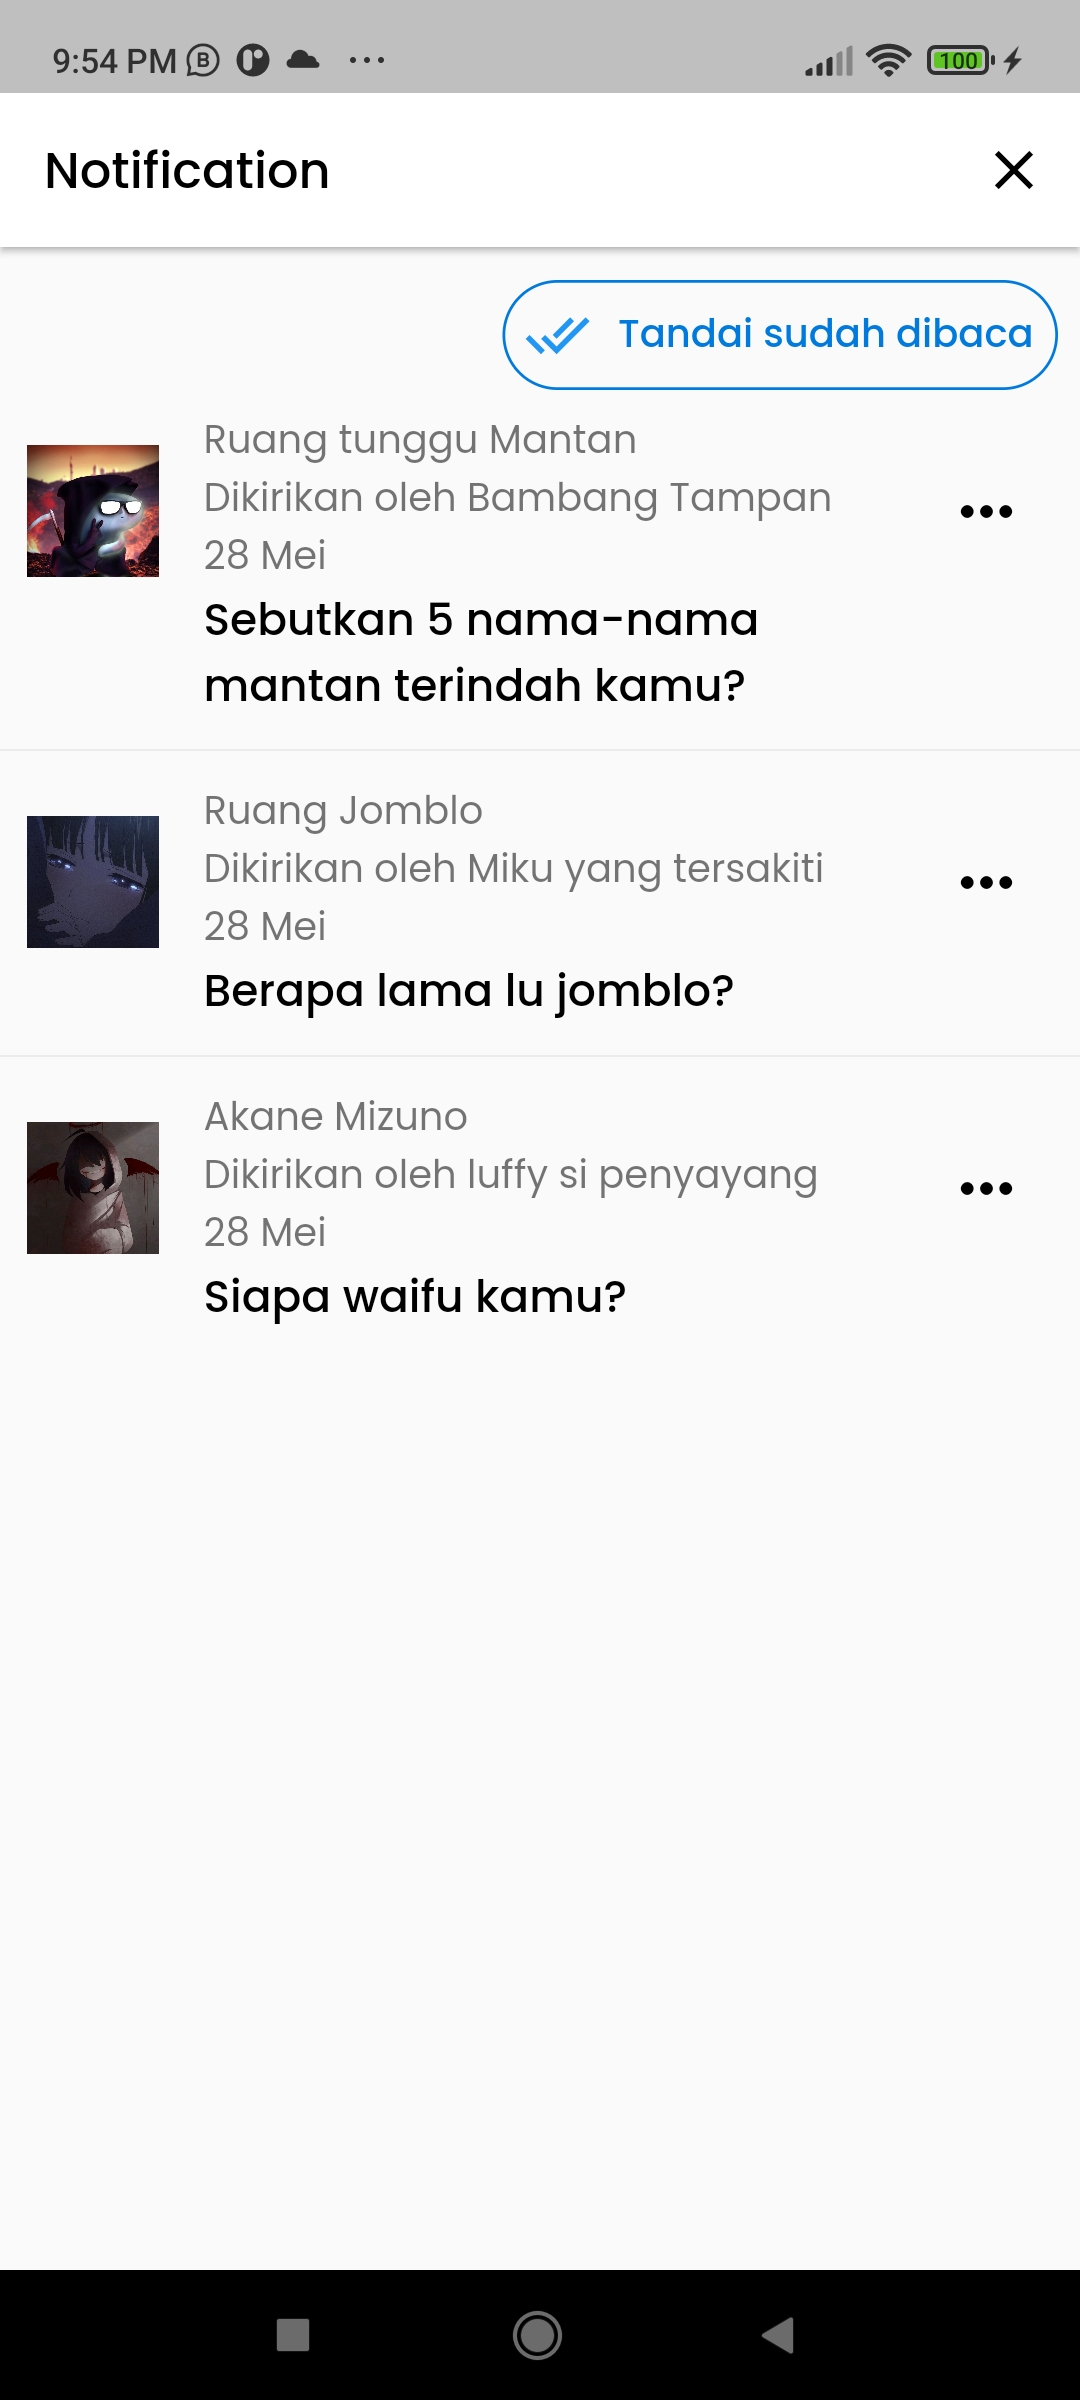 9:54 PM
100
Notification
Tandai sudah dibaca
Ruang tunggu Mantan
Dikirikan oleh Bambang Tampan
28 Mei
Sebutkan 5 nama-nama
mantan terindah kamu?
Ruang Jomblo
Dikirikan oleh Miku yang tersakiti
28 Mei
Berapa lama lu jomblo?
Akane Mizuno
Dikirikan oleh luffy si penyayang
28 Mei
Siapa waifu kamu?